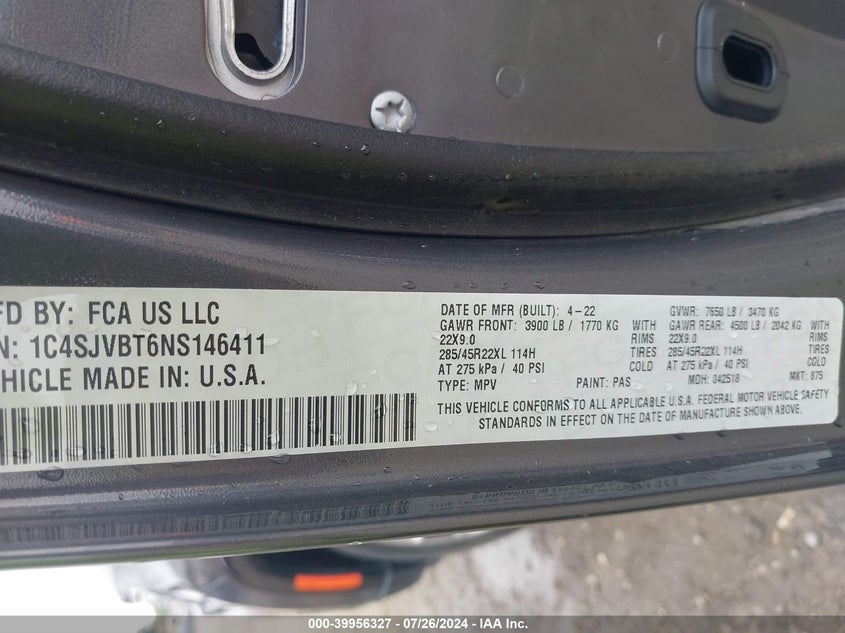 FD BY: FCA US LLC
N: 1C4SJVBT6NS146411
EHICLE MADE IN: U.S.A.
DATE OF MFR (BUILT): 4-22 GVWR: 7650 LB / 3470 KG
GAWR FRONT: 3900 LB / 1770 KG WITH GAWR REAR: 4500 LB / 2042 KG WITH
22X9.0 RIMS 22X9.0 RIMS
285/45R22XL 114H TIRES 285/45R22XL 114H TIRES
AT 275 kPa / 40 PSI COLD AT 275 kPa / 40 PSI COLD
TYPE: MPV PAINT: PAS MDH: 042518 MKT: 875
THIS VEHICLE CONFORMS TO ALL APPLICABLE U.S.A. FEDERAL MOTOR VEHICLE SAFETY
STANDARDS IN EFFECT ON THE DATE OF MANUFACTURE SHOWN ABOVE.
000-39956327 - 07/26/2024 - IAA Inc.